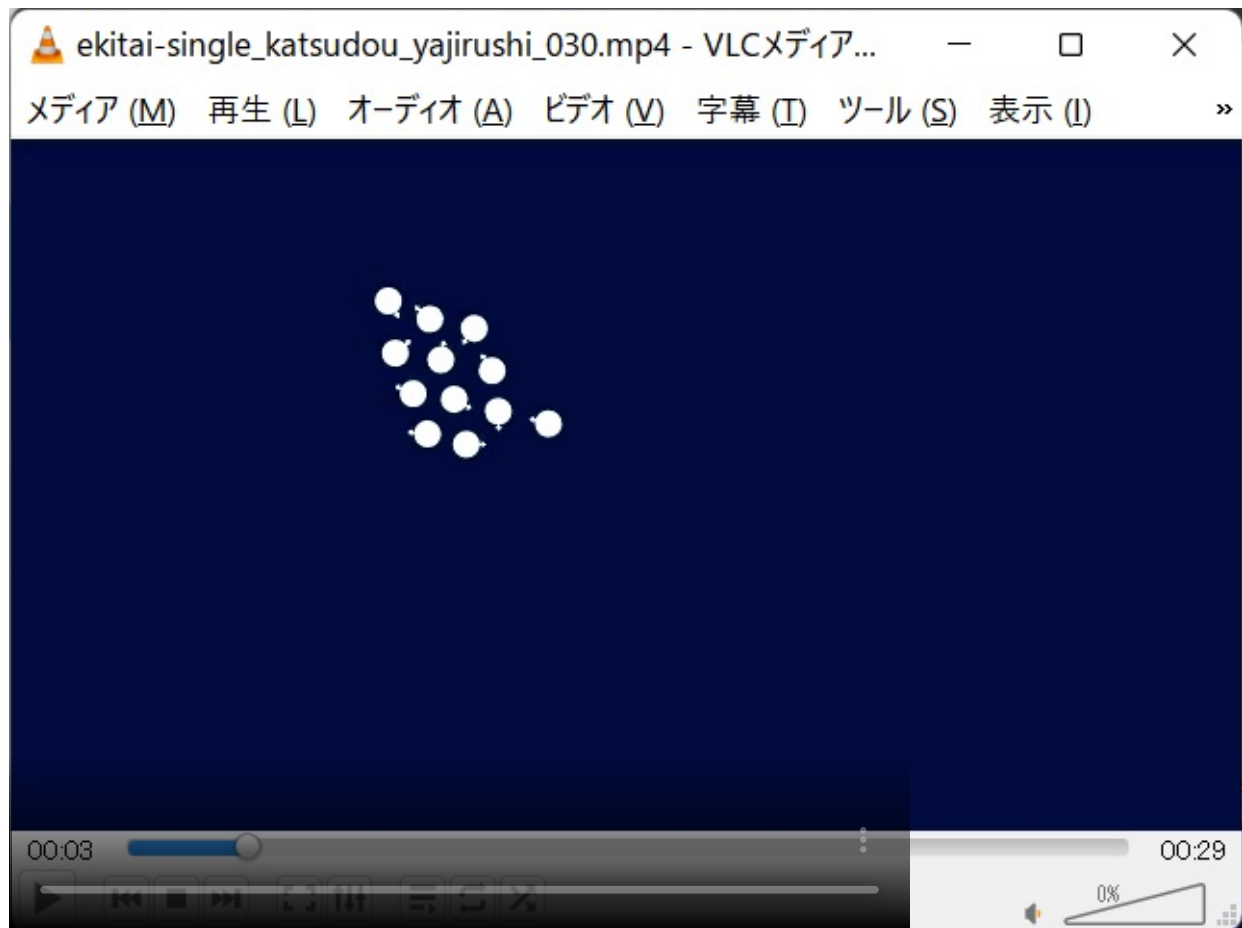 ekitai-single_katsudou_yajirushi_030.mp4 - VLCメディア...
メディア (M) 再生 (L) オーディオ (A) ビデオ (V) 字幕 (T) ツール (S) 表示 (I) »
00:03 00:29
0%